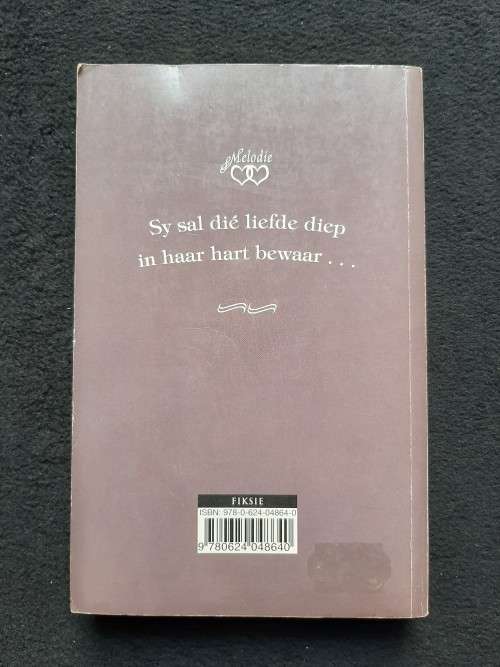 Melodie
Sy sal dié liefde diep
in haar hart bewaar . . .
FIKSIE
ISBN: 978-0-624-04864-0
9 780624 048640